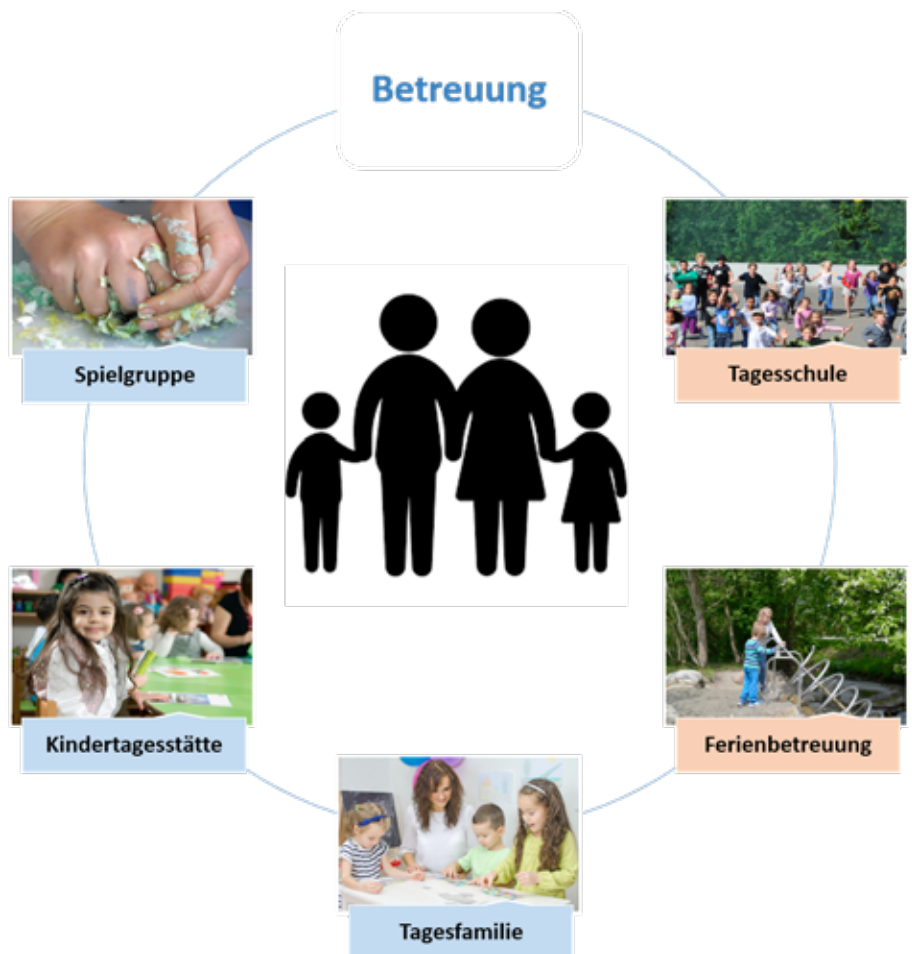 Betreuung
Spielgruppe
Tagesschule
Kindertagesstätte
Ferienbetreuung
Tagesfamilie